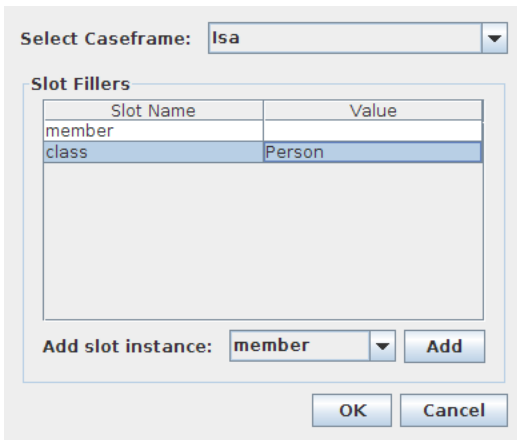 Select Caseframe: Isa
Slot Fillers
Slot Name Value
member
class Person
Add slot instance: member Add
OK Cancel